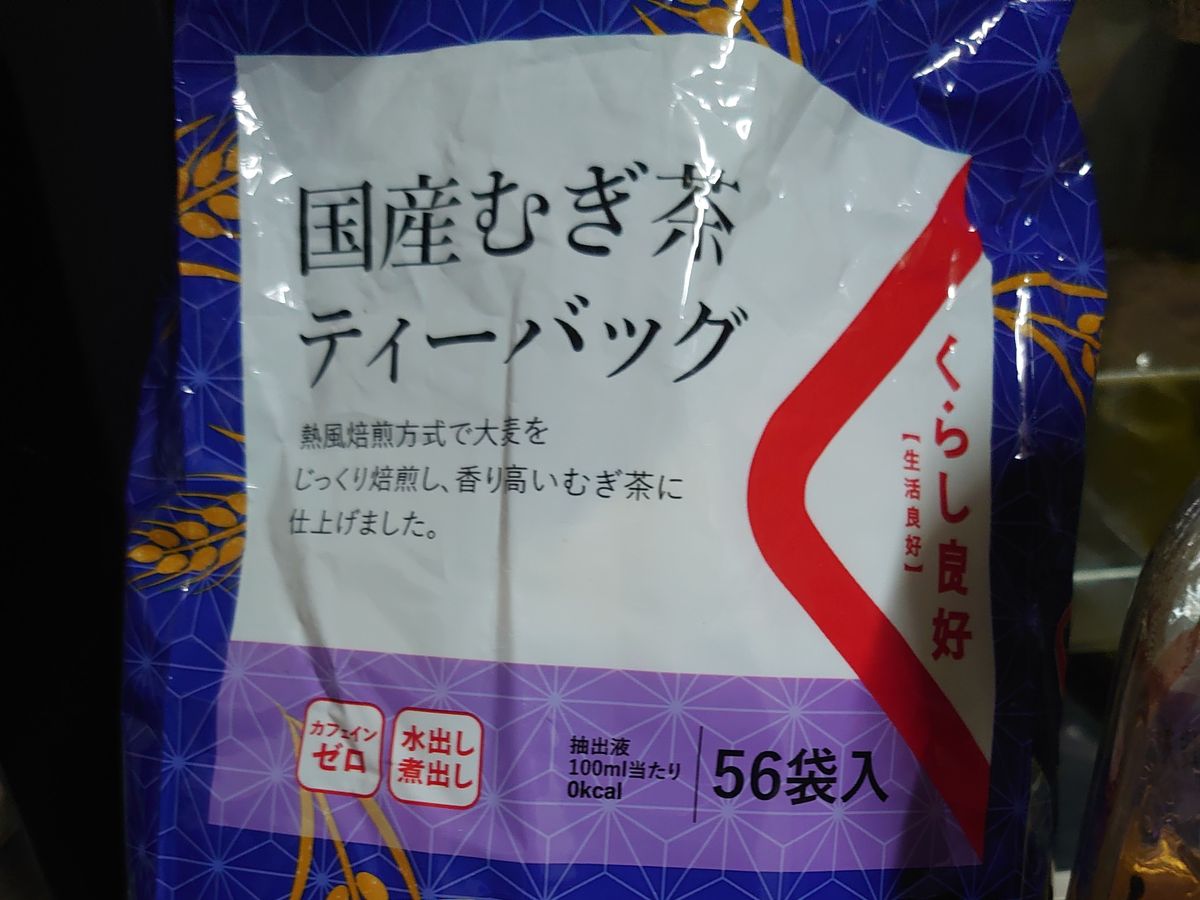 国産むぎ茶
ティーバッグ
熱風焙煎方式で大麦を
じっくり焙煎し、香り高いむぎ茶に
仕上げました。
くらし良好
【生活良好】
カフェイン
ゼロ
水出し
煮出し
抽出液
100ml当たり
0kcal
56袋入